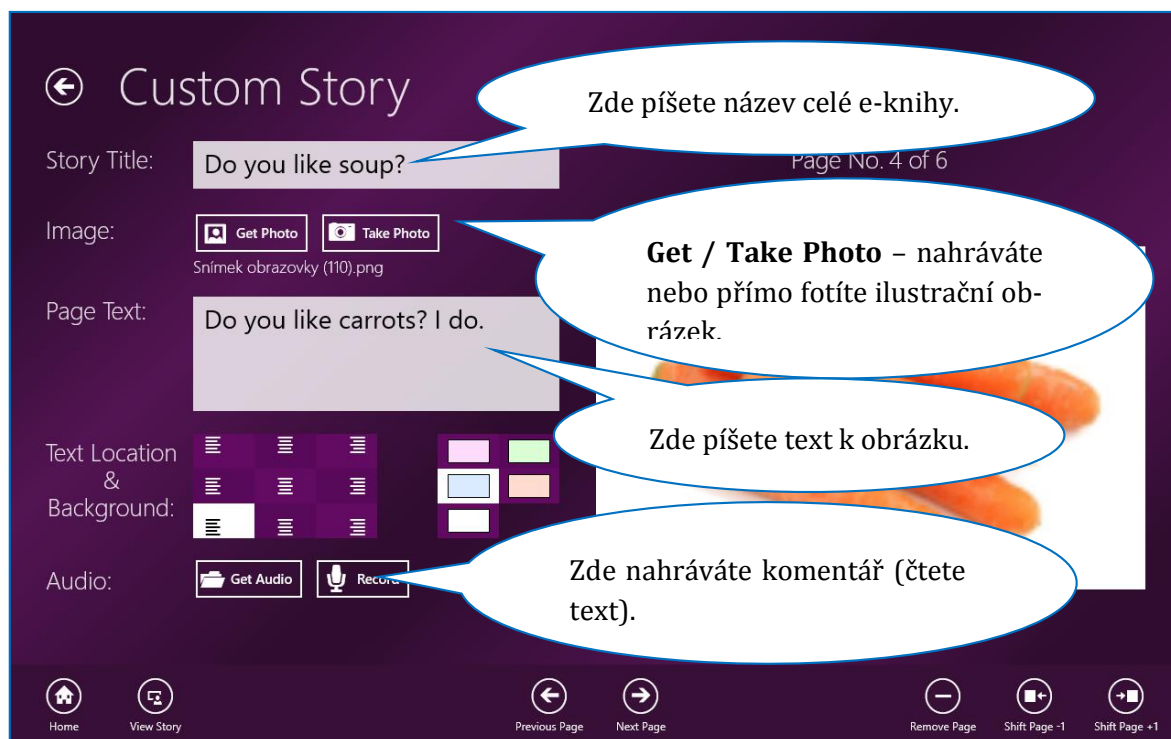 Custom Story
Zde píšete název celé e-knihy.
Story Title:
Do you like soup?
Page No. 4 of 6
Image:
Get Photo
Take Photo
Snímek obrazovky (110).png
Get / Take Photo – nahráváte
nebo přímo fotíte ilustrační ob-
rázek.
Page Text:
Do you like carrots? I do.
Zde píšete text k obrázku.
Text Location
&
Background:
Zde nahráváte komentář (čtete
text).
Audio:
Get Audio
Record
Home
View Story
Previous Page
Next Page
Remove Page
Shift Page -1
Shift Page +1